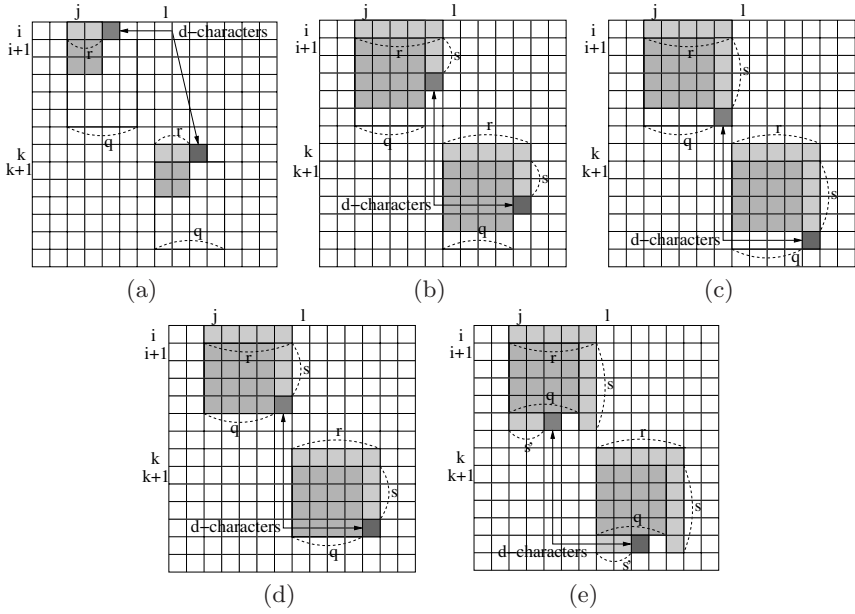 j l
i
i+1
r
d-characters
q
r
k
k+1
q
(a)
j l
i
i+1
r
s
q
r
k
k+1
s
d-characters
q
(b)
j l
i
i+1
r
s
q
r
k
k+1
s
d-characters
q
(c)
j l
i
i+1
r
s
q
r
k
k+1
s
d-characters
q
(d)
j l
i
i+1
r
s
q
s'
r
k
k+1
s
q
d-characters
s'
(e)